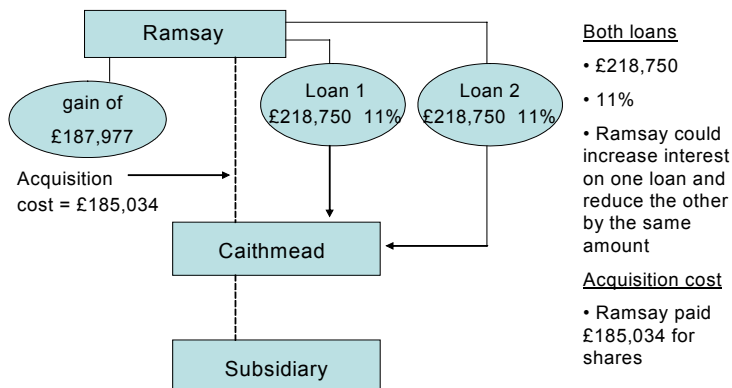 Ramsay
gain of
£187,977
Loan 1
£218,750 11%
Loan 2
£218,750 11%
Acquisition
cost = £185,034
Caithmead
Subsidiary
Both loans
• £218,750
• 11%
• Ramsay could
increase interest
on one loan and
reduce the other
by the same
amount
Acquisition cost
• Ramsay paid
£185,034 for
shares